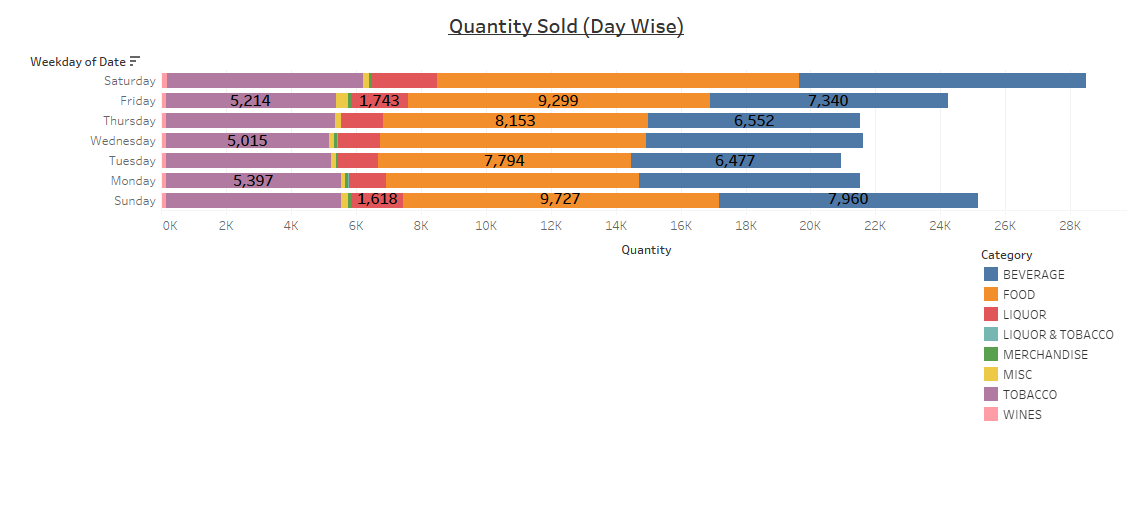 Quantity Sold (Day Wise)
Weekday of Date
Saturday
Friday 5,214 1,743 9,299 7,340
Thursday 8,153 6,552
Wednesday 5,015
Tuesday 7,794 6,477
Monday 5,397
Sunday 1,618 9,727 7,960
0K 2K 4K 6K 8K 10K 12K 14K 16K 18K 20K 22K 24K 26K 28K
Quantity
Category
BEVERAGE
FOOD
LIQUOR
LIQUOR & TOBACCO
MERCHANDISE
MISC
TOBACCO
WINES